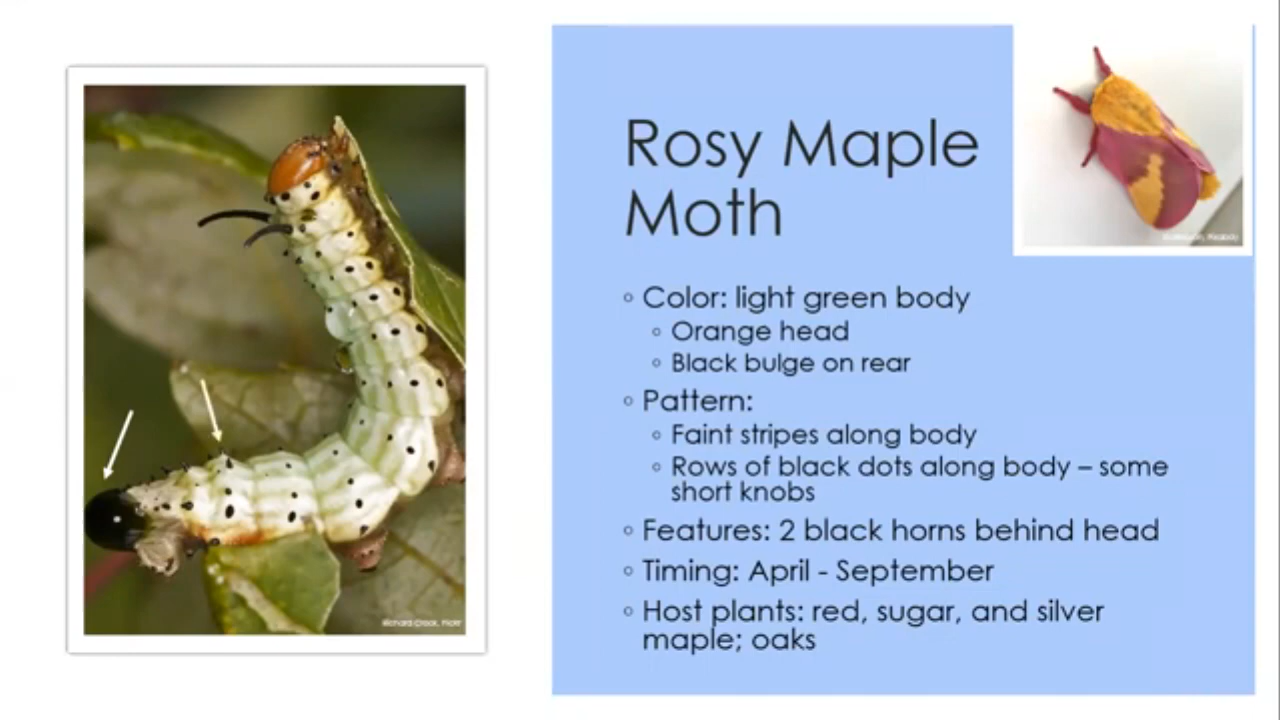 Rosy Maple
Moth
◦ Color: light green body
◦ Orange head
◦ Black bulge on rear
◦ Pattern:
◦ Faint stripes along body
◦ Rows of black dots along body – some
short knobs
◦ Features: 2 black horns behind head
◦ Timing: April - September
◦ Host plants: red, sugar, and silver
maple; oaks